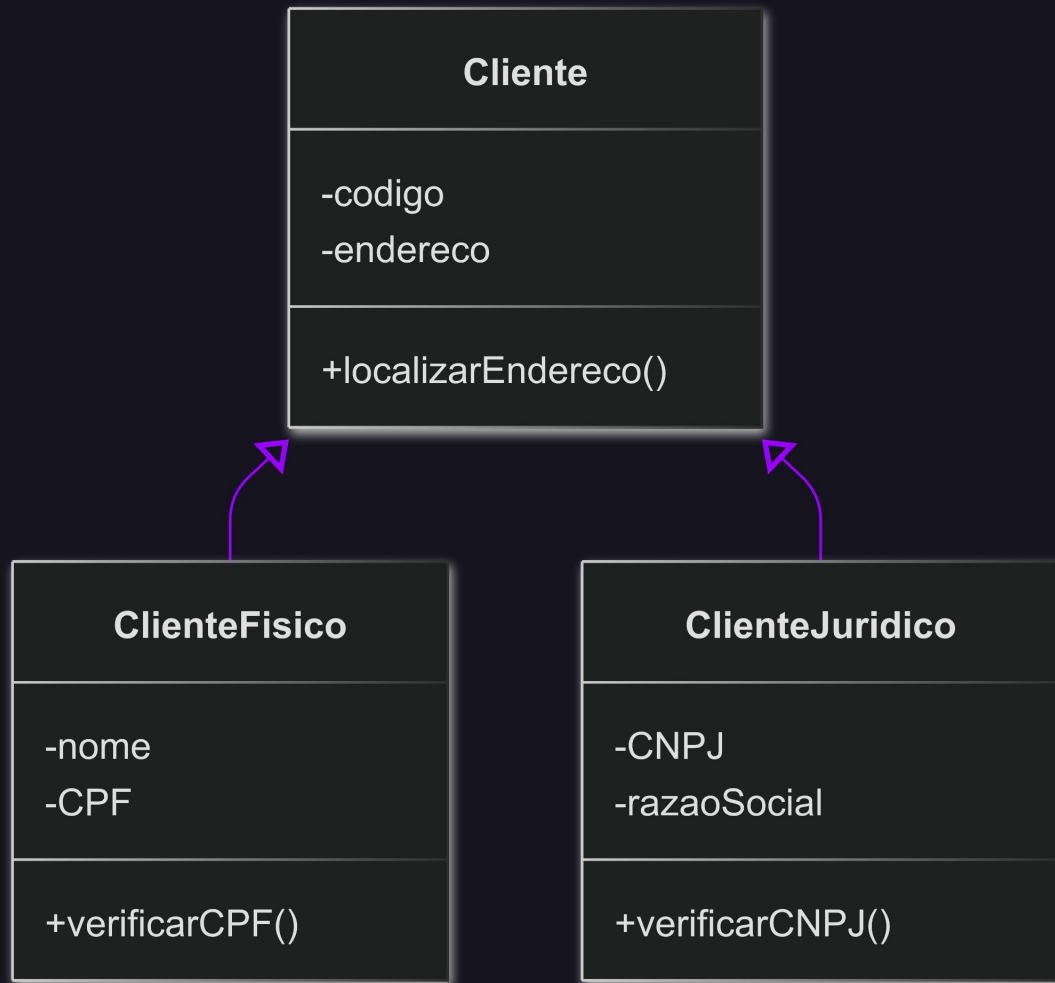 Cliente
-codigo
-endereco
+localizarEndereco()
ClienteFisico
-nome
-CPF
+verificarCPF()
ClienteJuridico
-CNPJ
-razaoSocial
+verificarCNPJ()